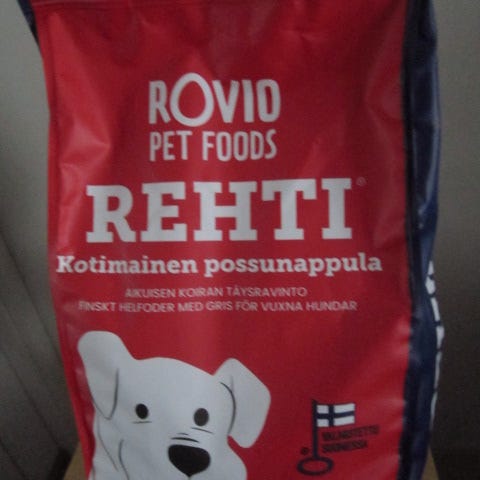 ROVIO
PET FOODS
REHTI®
Kotimainen possunappula
AIKUISEN KOIRAN TÄYSRAVINTO
FINSKT HELFODER MED GRIS FÖR VUXNA HUNDAR
VALMISTETTU
SUOMESSA